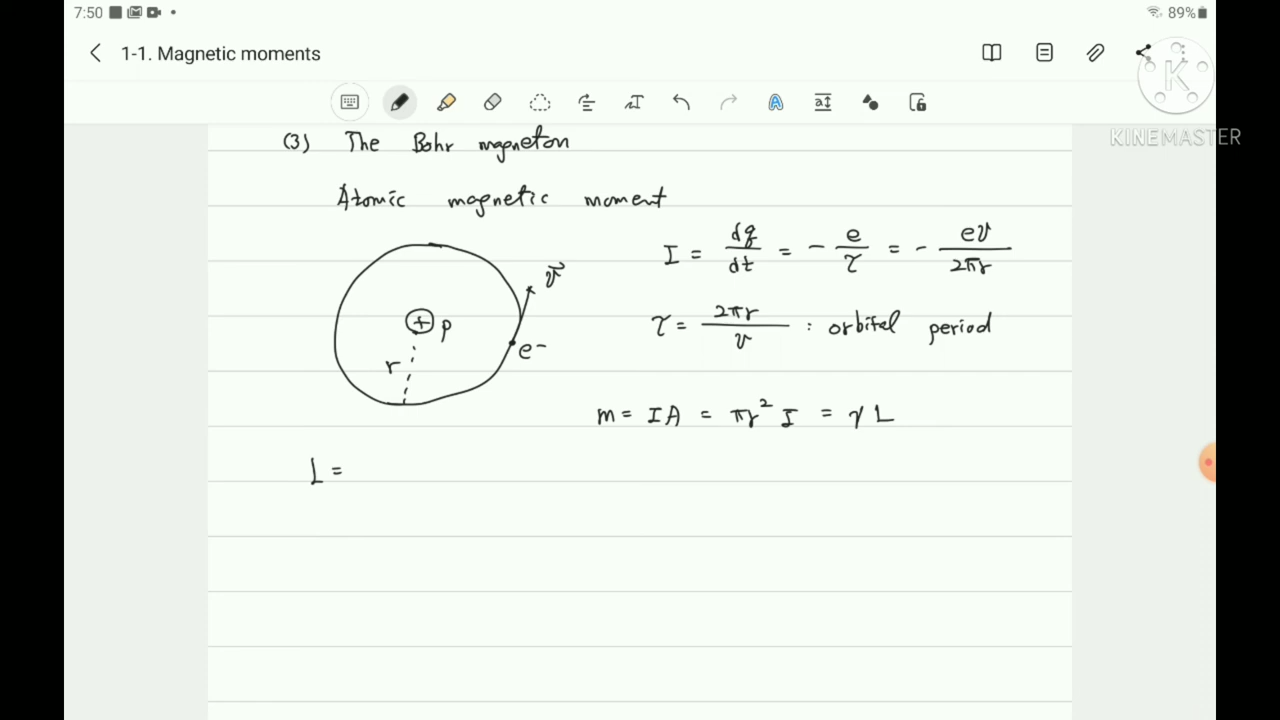 7:50 89%
1-1. Magnetic moments
KINEMASTER
(3) The Bohr magneton
Atomic magnetic moment
I = dq/dt = - e/τ = - ev/2πr
v⃗
+ p
τ = 2πr/v : orbital period
e-
r
m = IA = πr² I = γ L
L =